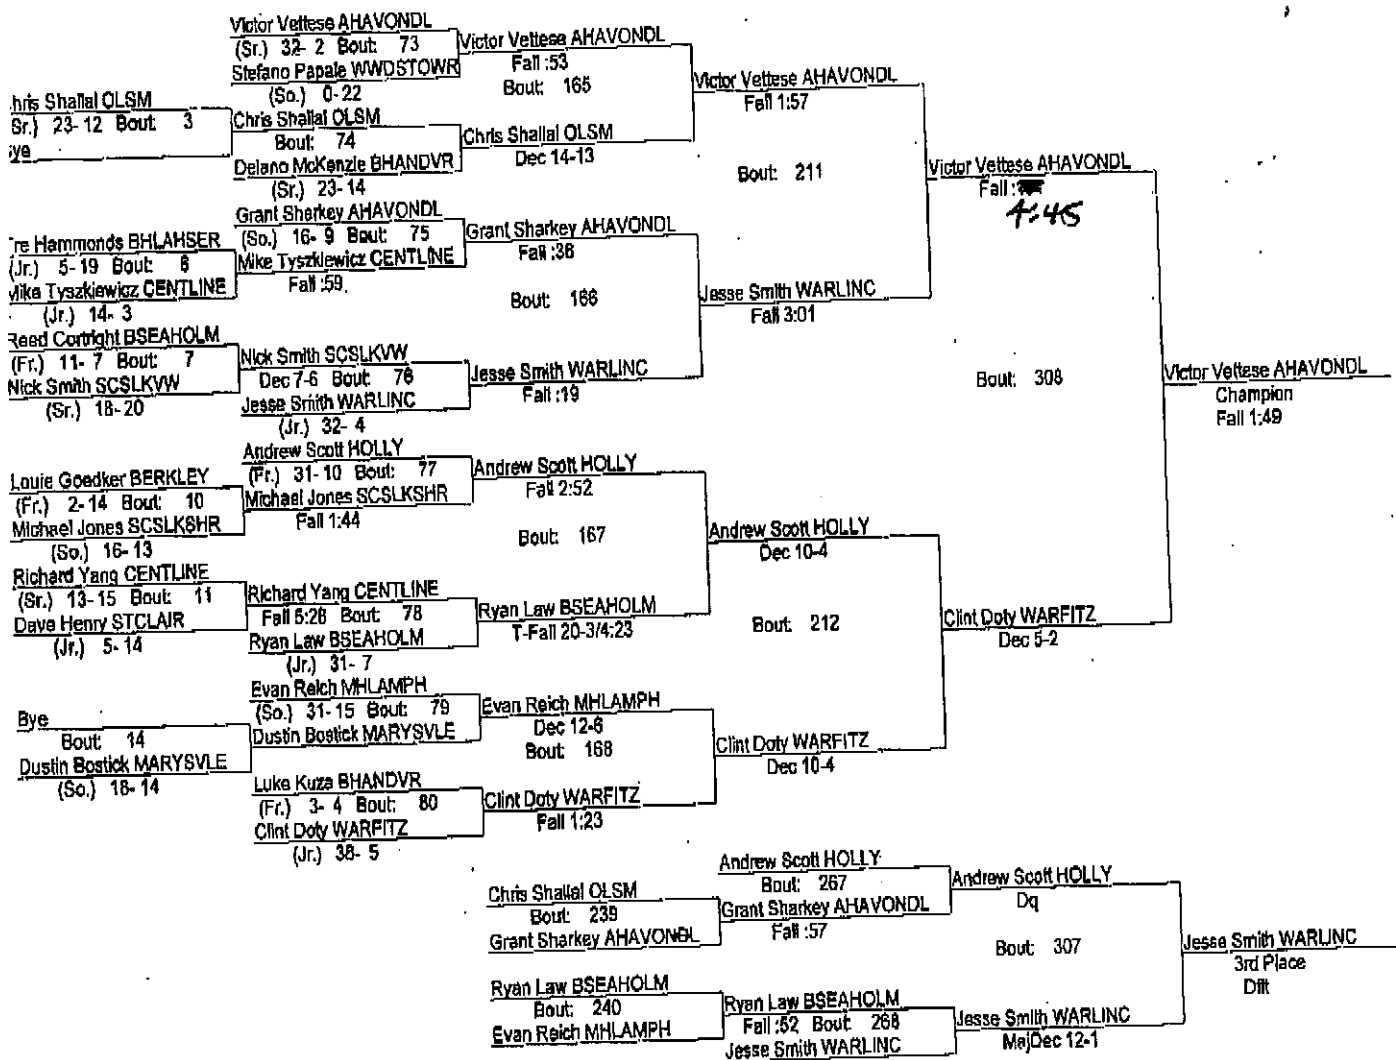 Victor Vettese AHAVONDL
(Sr.) 32- 2 Bout: 73
Stefano Papale WWDSTOWR
(So.) 0-22
Victor Vettese AHAVONDL
Fall :53
Bout: 165
Victor Vettese AHAVONDL
Fall 1:57
hris Shallal OLSM
Sr.) 23- 12 Bout: 3
ye
Chris Shallal OLSM
Bout: 74
Delano McKenzie BHANDVR
(Sr.) 23- 14
Chris Shallal OLSM
Dec 14-13
Bout: 211
Victor Vettese AHAVONDL
Fall :
4:45
Grant Sharkey AHAVONDL
(So.) 16- 9 Bout: 75
Mike Tyszkiewicz CENTLINE
Fall :59
Grant Sharkey AHAVONDL
Fall :38
Bout: 166
Jesse Smith WARLINC
Fall 3:01
re Hammonds BHLAHSER
(Jr.) 5- 19 Bout: 6
Mike Tyszkiewicz CENTLINE
(Jr.) 14- 3
Reed Cortright BSEAHOLM
(Fr.) 11- 7 Bout: 7
Nick Smith SCSLKVW
(Sr.) 18- 20
Nick Smith SCSLKVW
Dec 7-6 Bout: 76
Jesse Smith WARLINC
(Jr.) 32- 4
Jesse Smith WARLINC
Fall :19
Bout: 308
Victor Vettese AHAVONDL
Champion
Fall 1:49
Louie Goedker BERKLEY
(Fr.) 2- 14 Bout: 10
Michael Jones SCSLKSHR
(So.) 16- 13
Andrew Scott HOLLY
(Fr.) 31- 10 Bout: 77
Michael Jones SCSLKSHR
Fall 1:44
Andrew Scott HOLLY
Fall 2:52
Bout: 167
Andrew Scott HOLLY
Dec 10-4
Richard Yang CENTLINE
(Sr.) 13- 15 Bout: 11
Dave Henry STCLAIR
(Jr.) 5- 14
Richard Yang CENTLINE
Fall 5:28 Bout: 78
Ryan Law BSEAHOLM
(Jr.) 31- 7
Ryan Law BSEAHOLM
T-Fall 20-3/4:23
Bout: 212
Clint Doty WARFITZ
Dec 5-2
Bye
Bout: 14
Dustin Bostick MARYSVLE
(So.) 18- 14
Evan Reich MHLAMPH
(So.) 31- 15 Bout: 79
Dustin Bostick MARYSVLE
Evan Reich MHLAMPH
Dec 12-6
Bout: 168
Clint Doty WARFITZ
Dec 10-4
Luke Kuza BHANDVR
(Fr.) 3- 4 Bout: 80
Clint Doty WARFITZ
(Jr.) 38- 5
Clint Doty WARFITZ
Fall 1:23
Chris Shallal OLSM
Bout: 239
Grant Sharkey AHAVONDL
Andrew Scott HOLLY
Bout: 267
Grant Sharkey AHAVONDL
Fall :57
Andrew Scott HOLLY
Dq
Bout: 307
Jesse Smith WARLINC
3rd Place
Dflt
Ryan Law BSEAHOLM
Bout: 240
Evan Reich MHLAMPH
Ryan Law BSEAHOLM
Fall :52 Bout: 268
Jesse Smith WARLINC
Jesse Smith WARLINC
MajDec 12-1